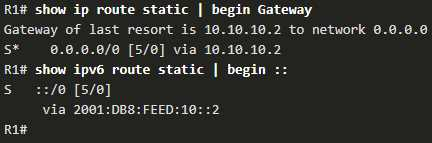 R1# show ip route static | begin Gateway
Gateway of last resort is 10.10.10.2 to network 0.0.0.0
S*    0.0.0.0/0 [5/0] via 10.10.10.2
R1# show ipv6 route static | begin ::
S   ::/0 [5/0]
     via 2001:DB8:FEED:10::2
R1#